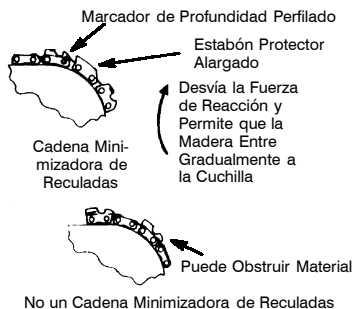 Marcador de Profundidad Perfilado
Estabón Protector
Alargado
Desvía la Fuerza
de Reacción y
Permite que la
Madera Entre
Gradualmente a
la Cuchilla
Cadena Mini-
mizadora de
Reculadas
Puede Obstruir Material
No un Cadena Minimizadora de Reculadas